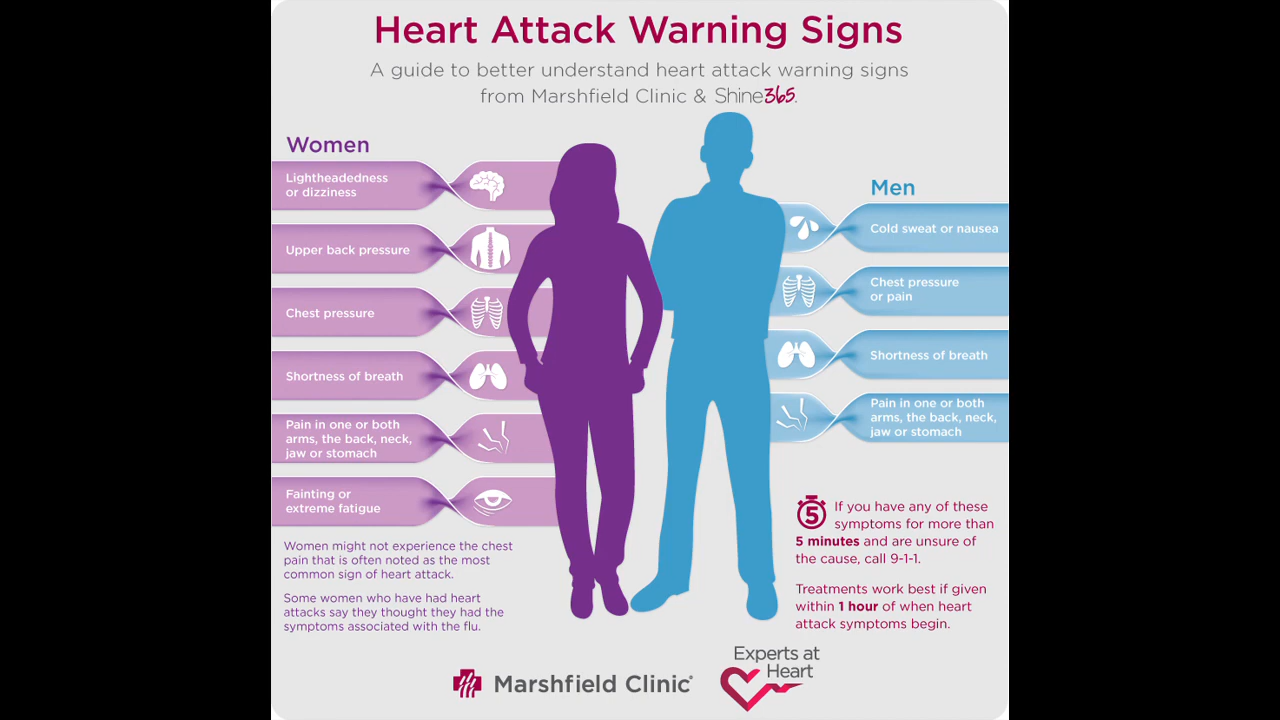 Heart Attack Warning Signs
A guide to better understand heart attack warning signs
from Marshfield Clinic & Shine365.
Women
Lightheadedness
or dizziness
Upper back pressure
Chest pressure
Shortness of breath
Pain in one or both
arms, the back, neck,
jaw or stomach
Fainting or
extreme fatigue
Women might not experience the chest
pain that is often noted as the most
common sign of heart attack.
Some women who have had heart
attacks say they thought they had the
symptoms associated with the flu.
Men
Cold sweat or nausea
Chest pressure
or pain
Shortness of breath
Pain in one or both
arms, the back, neck,
jaw or stomach
5
If you have any of these
symptoms for more than
5 minutes and are unsure of
the cause, call 9-1-1.
Treatments work best if given
within 1 hour of when heart
attack symptoms begin.
Marshfield Clinic®
Experts at
Heart